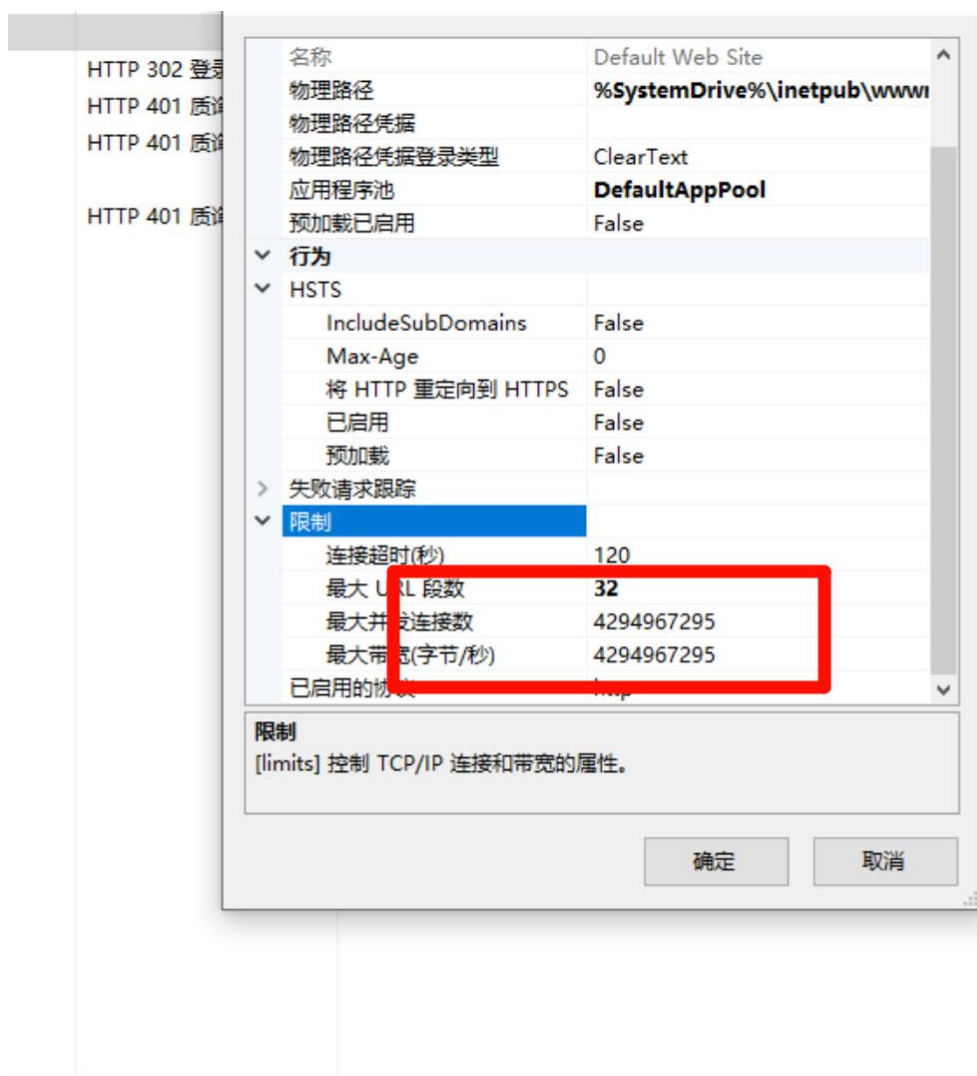 HTTP 302 登录
HTTP 401 质询
HTTP 401 质询
HTTP 401 质询
名称 Default Web Site
物理路径 %SystemDrive%\inetpub\wwwr
物理路径凭据
物理路径凭据登录类型 ClearText
应用程序池 DefaultAppPool
预加载已启用 False
行为
HSTS
IncludeSubDomains False
Max-Age 0
将 HTTP 重定向到 HTTPS False
已启用 False
预加载 False
失败请求跟踪
限制
连接超时(秒) 120
最大 URL 段数 32
最大并发连接数 4294967295
最大带宽(字节/秒) 4294967295
已启用的协议 http
限制
[limits] 控制 TCP/IP 连接和带宽的属性。
确定 取消